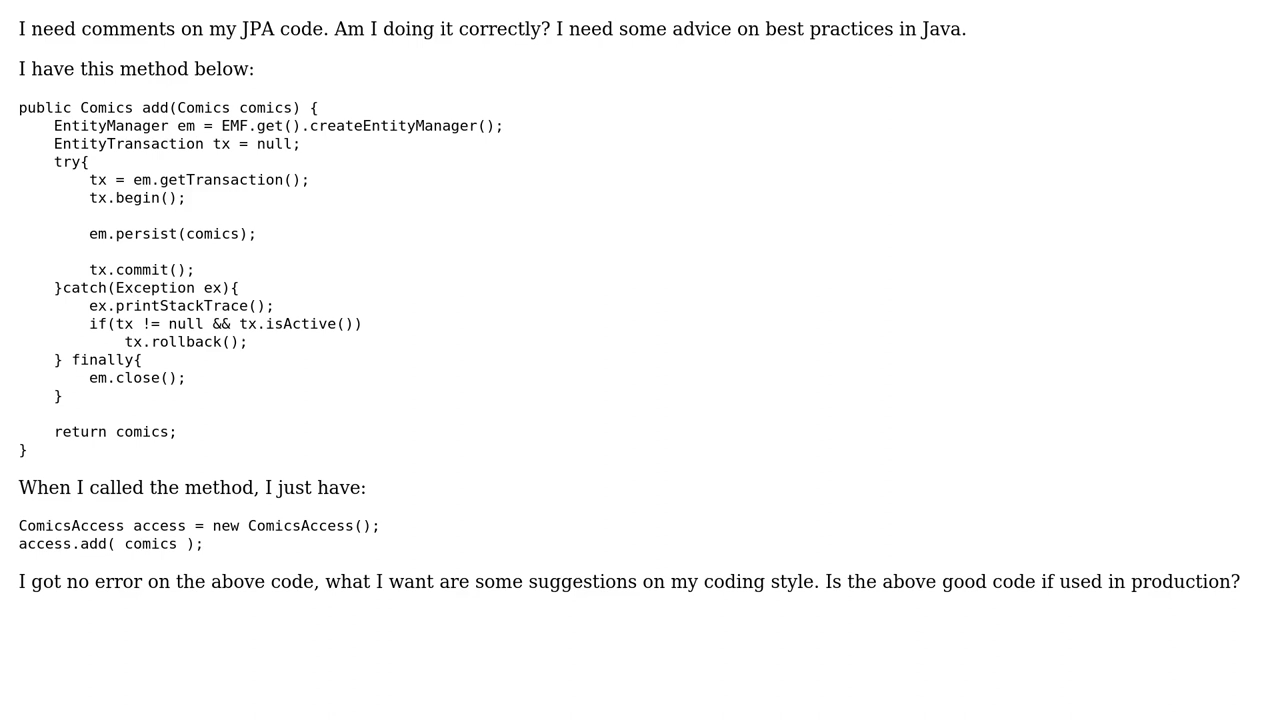 I need comments on my JPA code. Am I doing it correctly? I need some advice on best practices in Java.
I have this method below:
public Comics add(Comics comics) {
    EntityManager em = EMF.get().createEntityManager();
    EntityTransaction tx = null;
    try{
        tx = em.getTransaction();
        tx.begin();

        em.persist(comics);

        tx.commit();
    }catch(Exception ex){
        ex.printStackTrace();
        if(tx != null && tx.isActive())
            tx.rollback();
    } finally{
        em.close();
    }

    return comics;
}
When I called the method, I just have:
ComicsAccess access = new ComicsAccess();
access.add( comics );
I got no error on the above code, what I want are some suggestions on my coding style. Is the above good code if used in production?